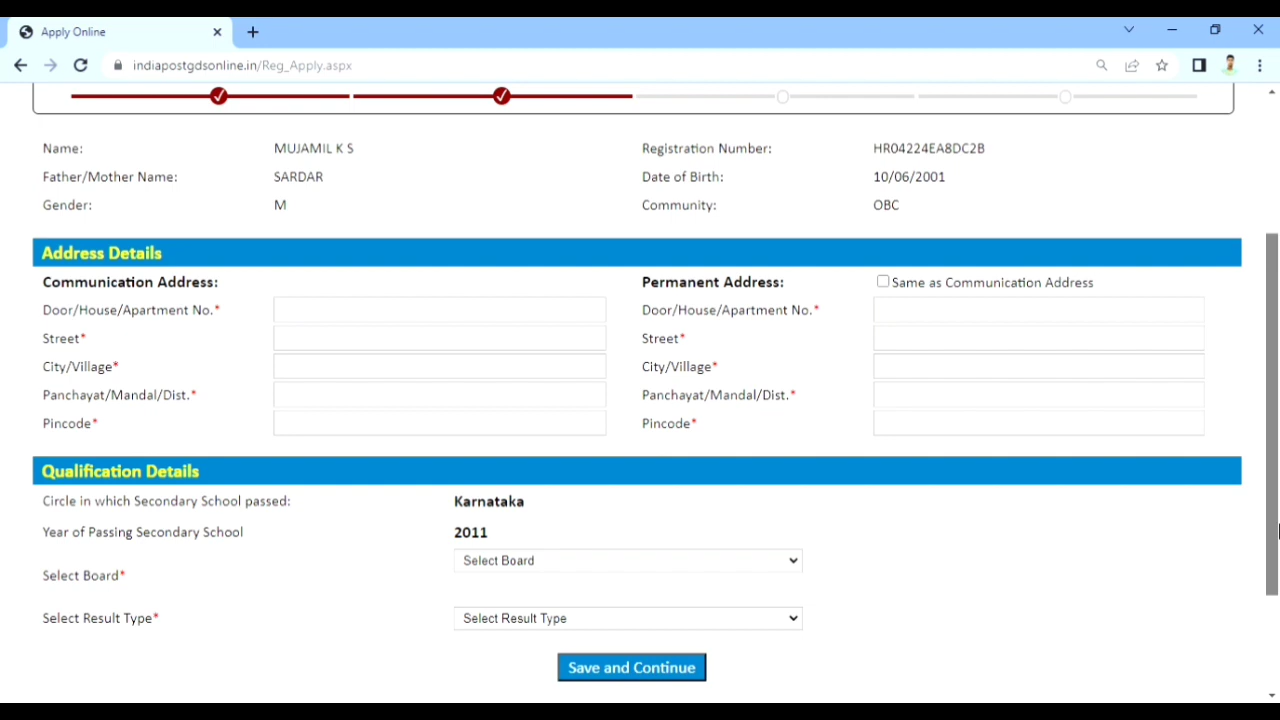 Apply Online
indiapostgdsonline.in/Reg_Apply.aspx
Name: MUJAMIL K S Registration Number: HR04224EA8DC2B
Father/Mother Name: SARDAR Date of Birth: 10/06/2001
Gender: M Community: OBC
Address Details
Communication Address: Permanent Address: Same as Communication Address
Door/House/Apartment No.* Door/House/Apartment No.*
Street* Street*
City/Village* City/Village*
Panchayat/Mandal/Dist.* Panchayat/Mandal/Dist.*
Pincode* Pincode*
Qualification Details
Circle in which Secondary School passed: Karnataka
Year of Passing Secondary School 2011
Select Board
Select Board*
Select Result Type* Select Result Type
Save and Continue